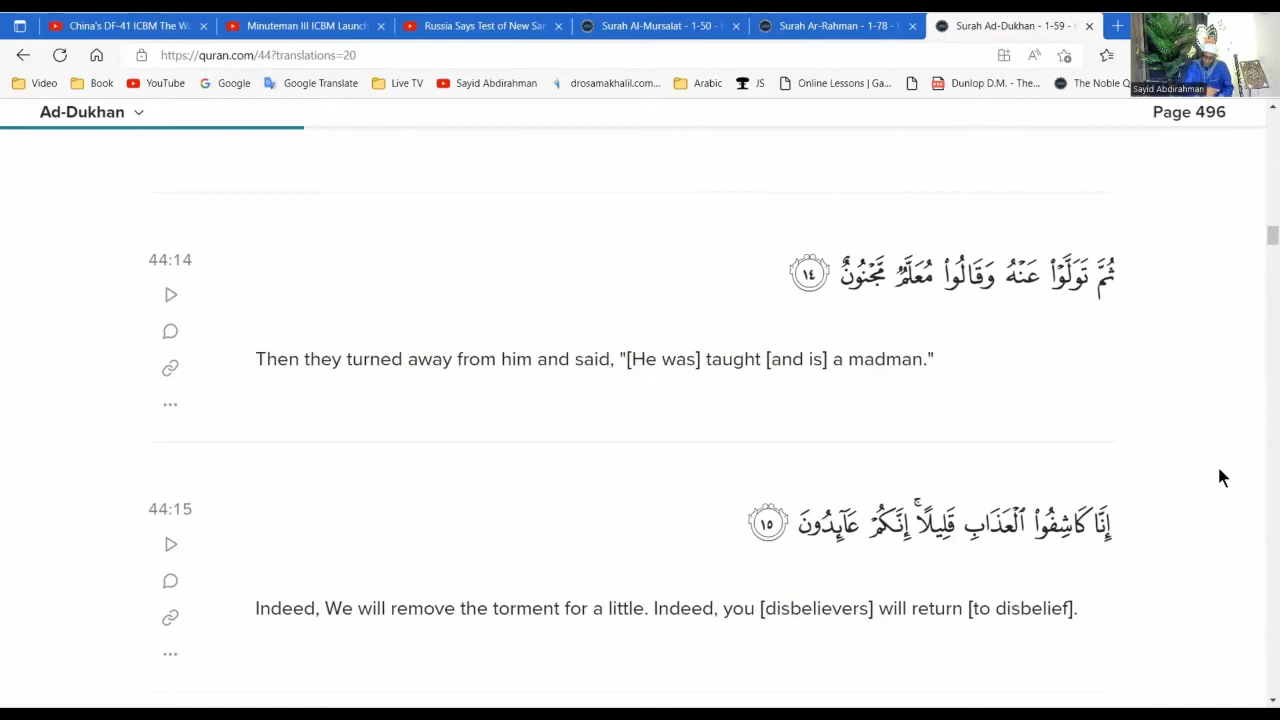 China's DF-41 ICBM The W
Minuteman III ICBM Launch
Russia Says Test of New Sar
Surah Al-Mursalat - 1-50 -
Surah Ar-Rahman - 1-78 -
Surah Ad-Dukhan - 1-59 -
https://quran.com/44?translations=20
Video
Book
YouTube
Google
Google Translate
Live TV
Sayid Abdirahman
drosamakhalil.com...
Arabic
JS
Online Lessons | Ga...
Dunlop D.M. - The...
The Noble Q
Sayid Abdirahman
Ad-Dukhan
Page 496
44:14
ثُمَّ تَوَلَّوْا۟ عَنْهُ وَقَالُوا۟ مُعَلَّمٌ مَّجْنُونٌ ١٤
Then they turned away from him and said, "[He was] taught [and is] a madman."
44:15
إِنَّا كَاشِفُوا۟ ٱلْعَذَابِ قَلِيلًا ۚ إِنَّكُمْ عَآئِدُونَ ١٥
Indeed, We will remove the torment for a little. Indeed, you [disbelievers] will return [to disbelief].